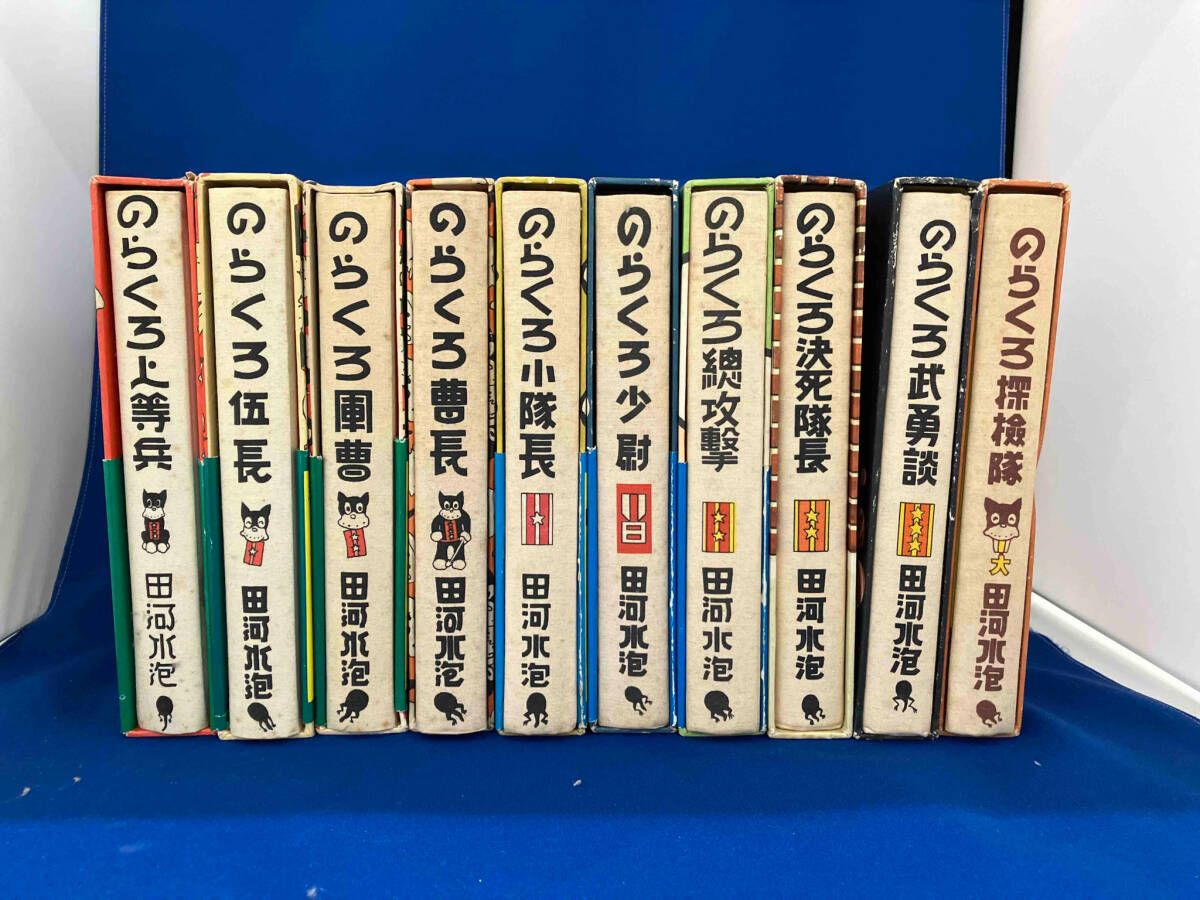 のらくろ上等兵
田河水泡
のらくろ伍長
田河水泡
のらくろ軍曹
田河水泡
のらくろ曹長
田河水泡
のらくろ小隊長
田河水泡
のらくろ少尉
田河水泡
のらくろ總攻撃
田河水泡
のらくろ決死隊長
田河水泡
のらくろ武勇談
田河水泡
のらくろ探檢隊
大
田河水泡